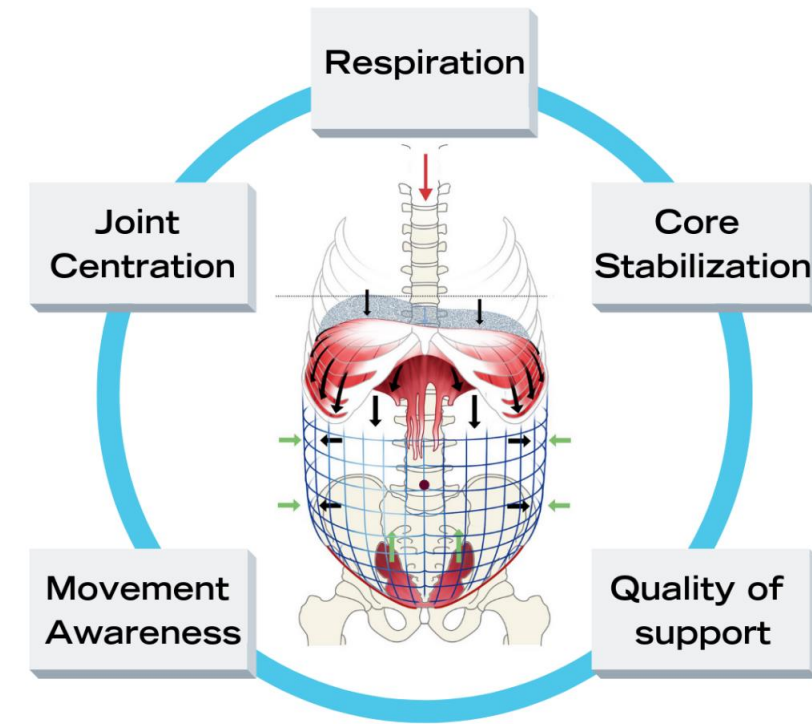 Respiration
Joint
Centration
Core
Stabilization
Movement
Awareness
Quality of
support